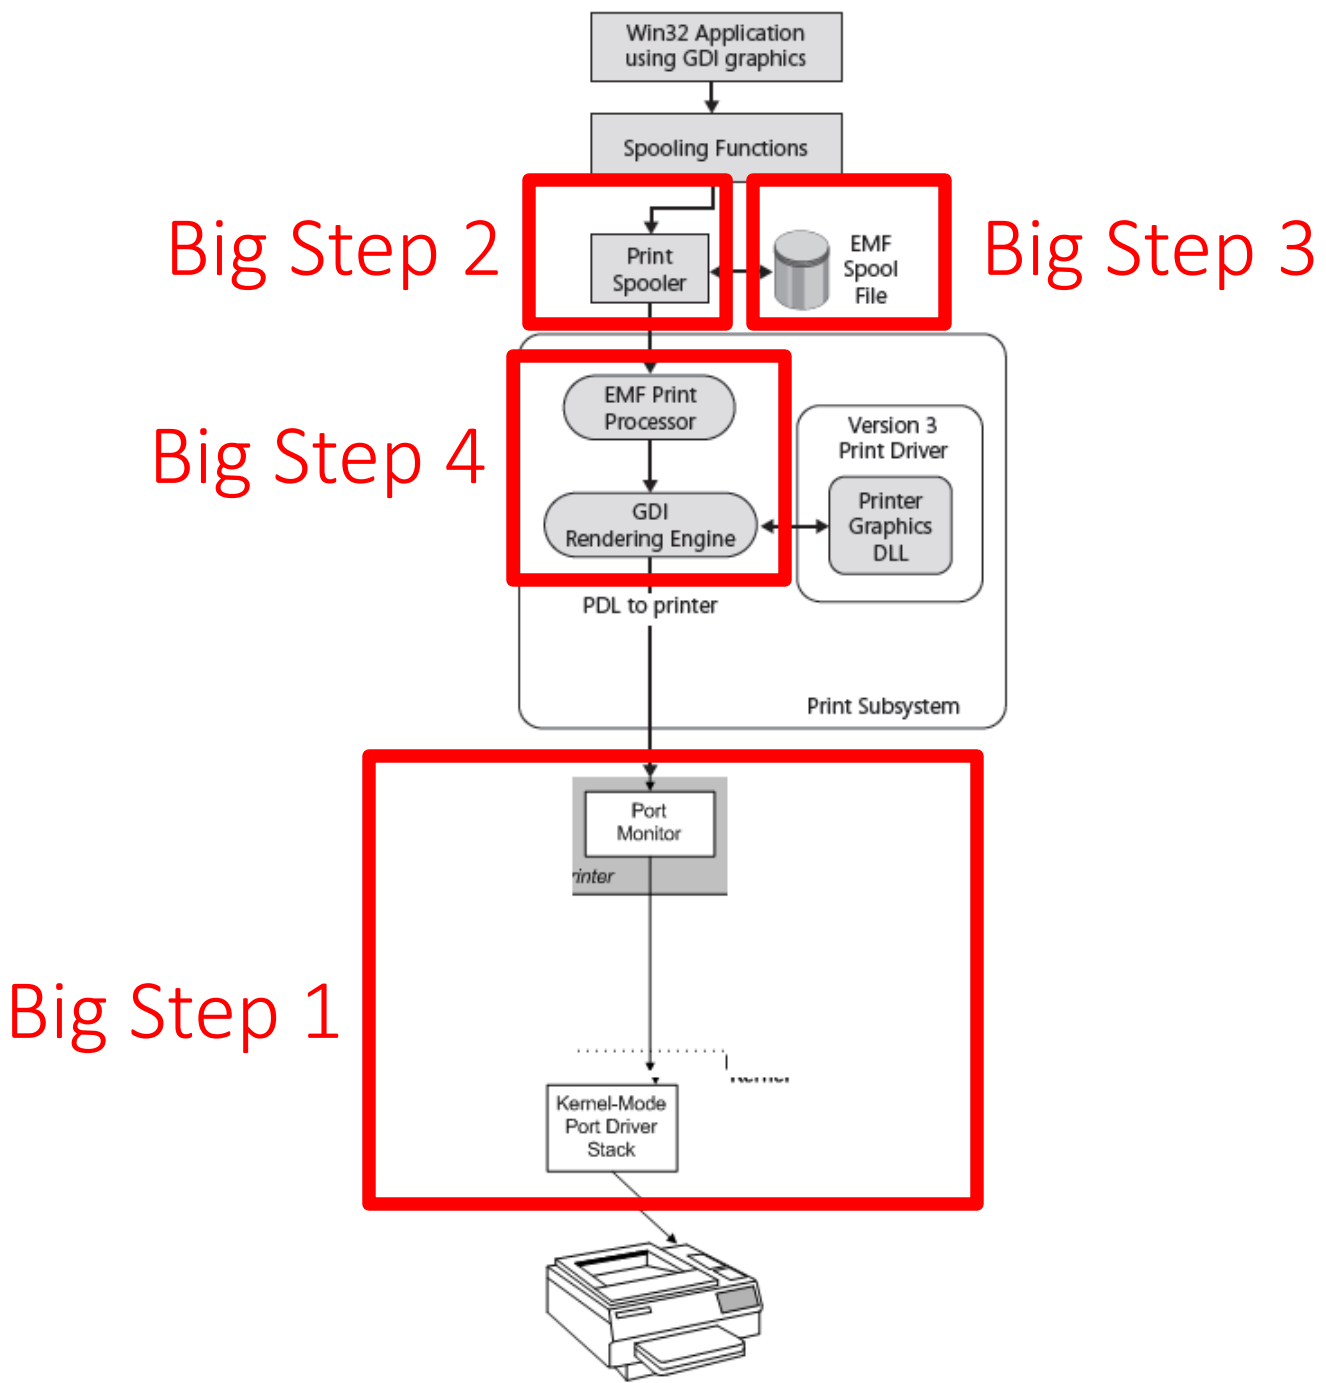 Win32 Application
using GDI graphics
Spooling Functions
Big Step 2
Print
Spooler
EMF
Spool
File
Big Step 3
Big Step 4
EMF Print
Processor
GDI
Rendering Engine
Version 3
Print Driver
Printer
Graphics
DLL
PDL to printer
Print Subsystem
Port
Monitor
rinter
Big Step 1
Kernel-Mode
Port Driver
Stack